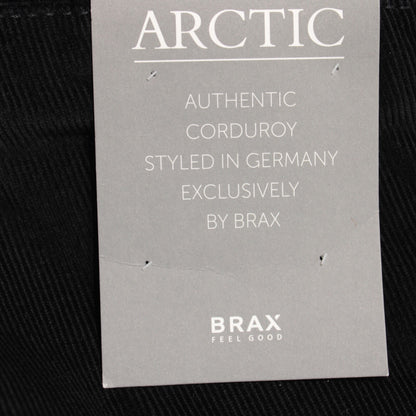 ARCTIC
AUTHENTIC
CORDUROY
STYLED IN GERMANY
EXCLUSIVELY
BY BRAX
BRAX
FEEL GOOD